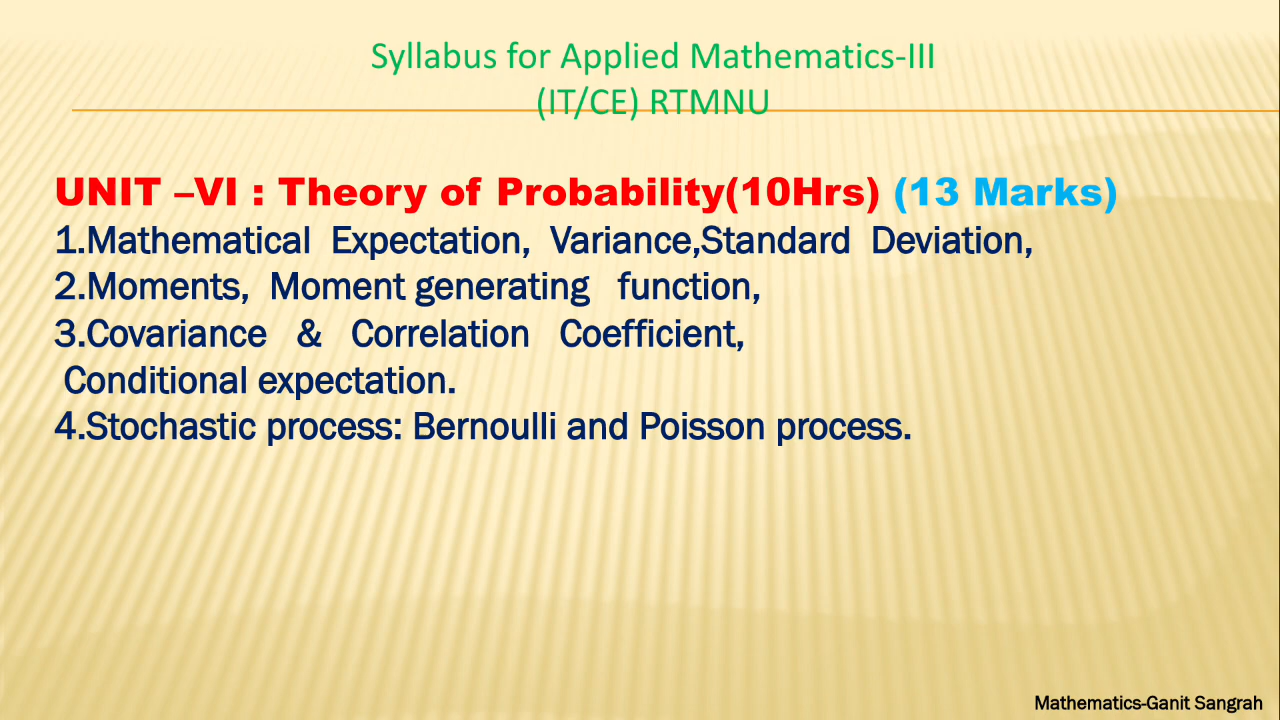 Syllabus for Applied Mathematics-III
(IT/CE) RTMNU
UNIT –VI : Theory of Probability(10Hrs) (13 Marks)
1.Mathematical Expectation, Variance,Standard Deviation,
2.Moments, Moment generating function,
3.Covariance & Correlation Coefficient,
Conditional expectation.
4.Stochastic process: Bernoulli and Poisson process.
Mathematics-Ganit Sangrah